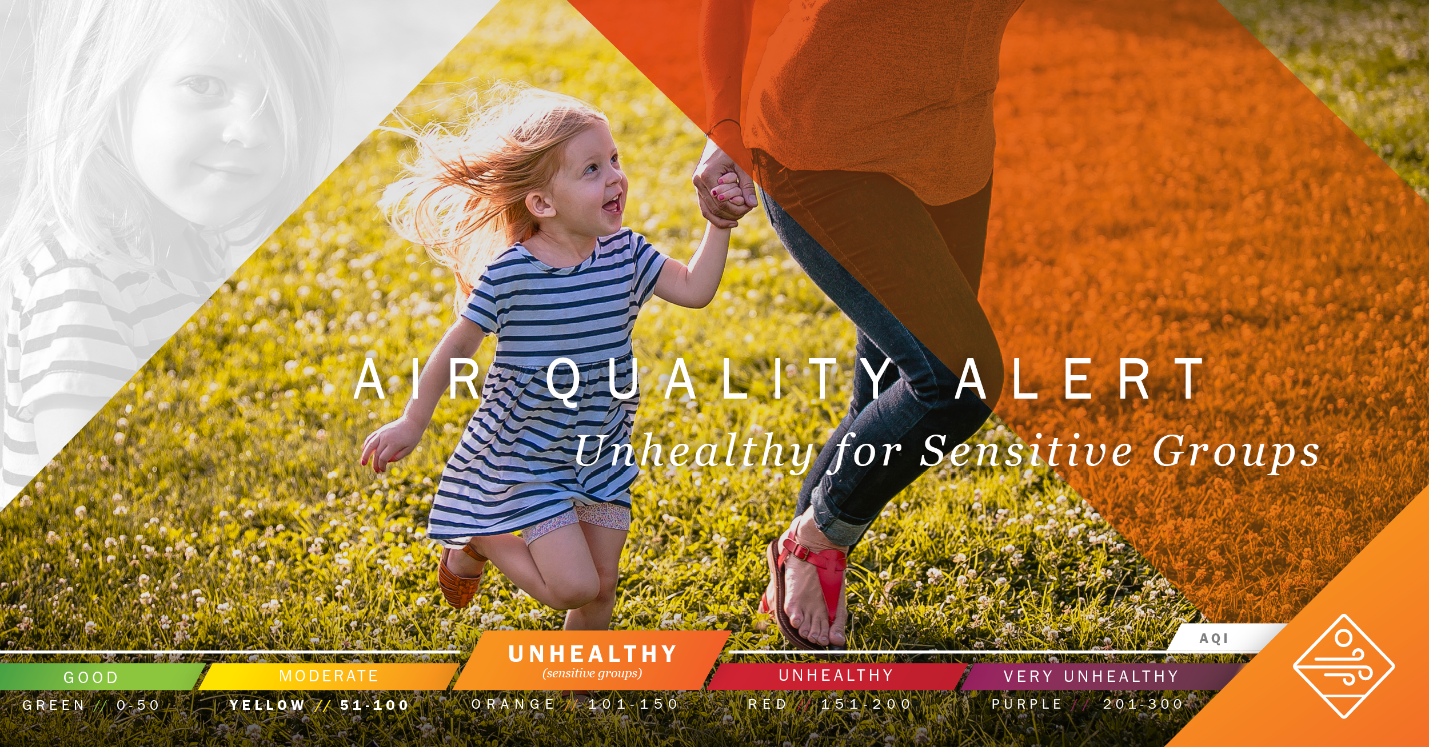 AIR QUALITY ALERT
Unhealthy for Sensitive Groups
AQI
GOOD
MODERATE
UNHEALTHY
(sensitive groups)
UNHEALTHY
VERY UNHEALTHY
GREEN // 0-50
YELLOW // 51-100
ORANGE // 101-150
RED // 151-200
PURPLE // 201-300